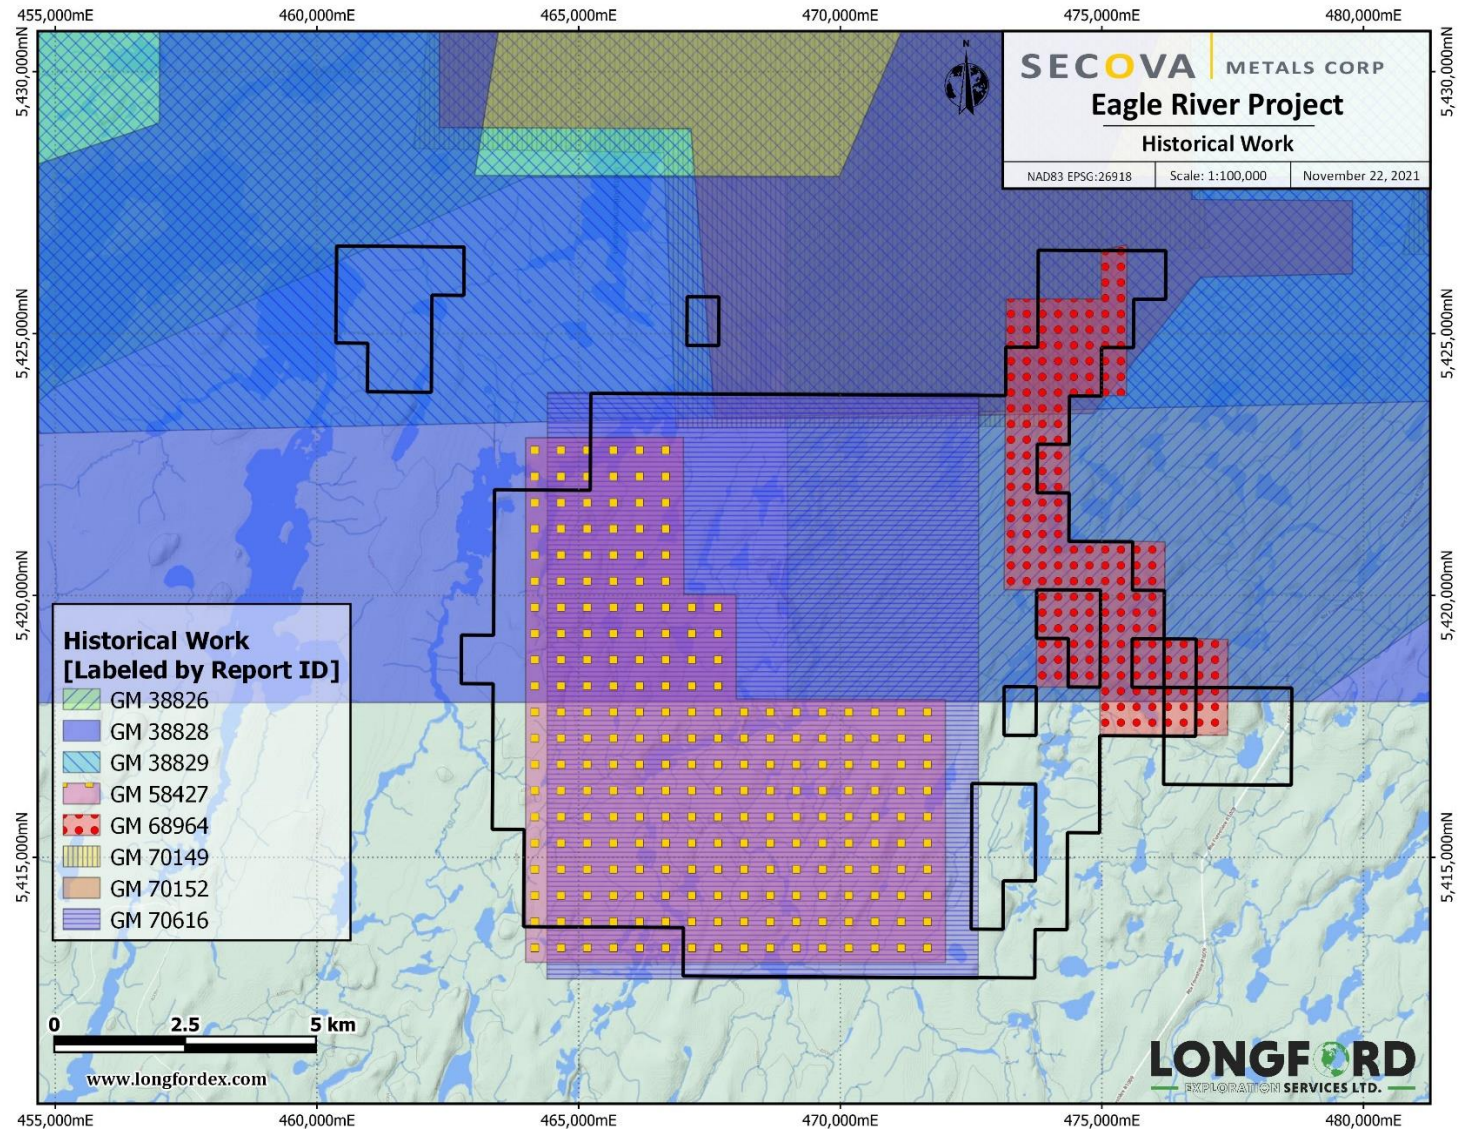 455,000mE 460,000mE 465,000mE 470,000mE 475,000mE 480,000mE
5,430,000mN
5,425,000mN
5,420,000mN
5,415,000mN
N
SECOVA METALS CORP
Eagle River Project
Historical Work
NAD83 EPSG:26918 Scale: 1:100,000 November 22, 2021
5,430,000mN
5,425,000mN
5,420,000mN
5,415,000mN
Historical Work
[Labeled by Report ID]
GM 38826
GM 38828
GM 38829
GM 58427
GM 68964
GM 70149
GM 70152
GM 70616
0 2.5 5 km
www.longfordex.com
LONGFORD
EXPLORATION SERVICES LTD.
455,000mE 460,000mE 465,000mE 470,000mE 475,000mE 480,000mE